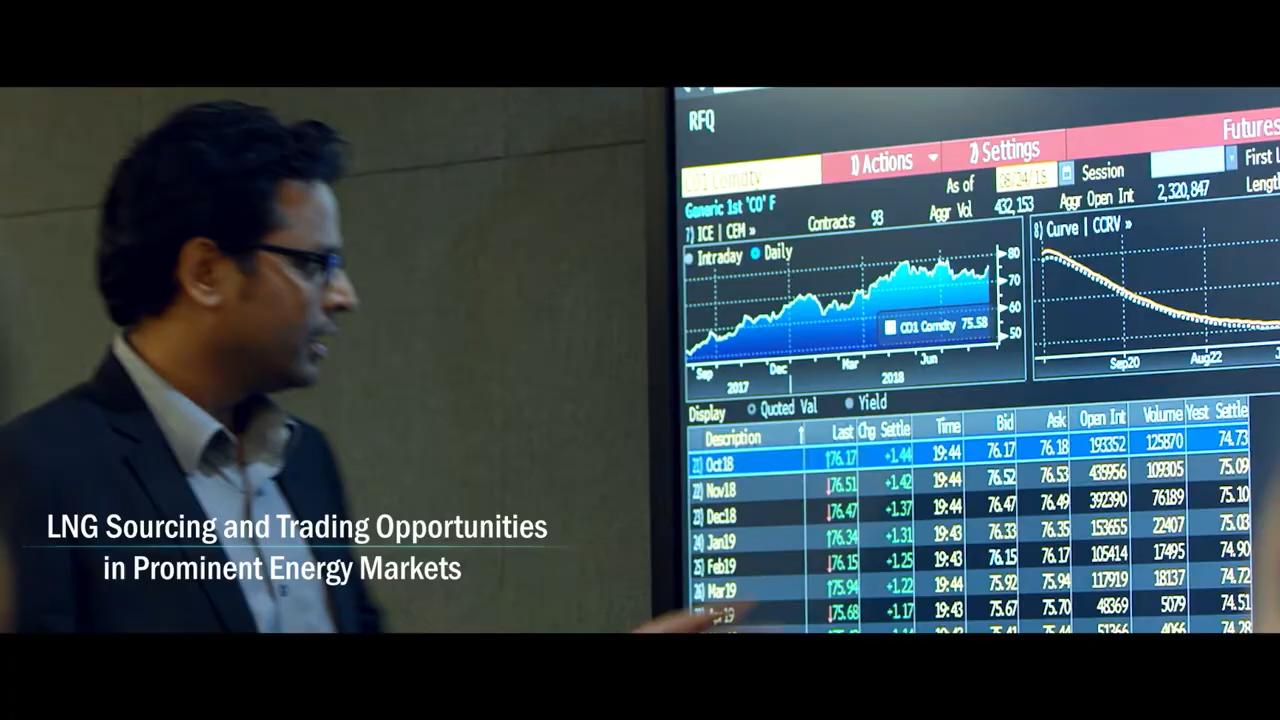 RFQ
1) Actions
2) Settings
Futures
CO1 Comdty
As of
08/24/18
Session
First L
Generic 1st 'CO' F
Aggr Vol
432,153
Aggr Open Int
2,320,847
Length
7) ICE | CEM »
Contracts
93
8) Curve | CCRV »
Intraday
Daily
80
70
60
50
CO1 Comdty 75.58
Sep
Dec
Mar
Jun
2017
2018
Sep20
Aug22
Display
Quoted Val
Yield
Description ↑ Last Chg Settle Time Bid Ask Open Int Volume Yest Settle
21) Oct18 ↑76.17 +1.44 19:44 76.17 76.18 193352 125870 74.73
22) Nov18 ↓76.51 +1.42 19:44 76.52 76.53 435956 109305 75.09
23) Dec18 ↓76.47 +1.37 19:44 76.47 76.49 392390 76189 75.10
24) Jan19 ↑76.34 +1.31 19:44 76.33 76.35 153655 22407 75.03
25) Feb19 ↓76.15 +1.25 19:43 76.15 76.17 105414 17495 74.90
26) Mar19 ↑75.94 +1.22 19:44 75.92 75.94 117919 18137 74.72
↓75.68 +1.17 19:43 75.67 75.70 48369 5079 74.51
LNG Sourcing and Trading Opportunities
in Prominent Energy Markets